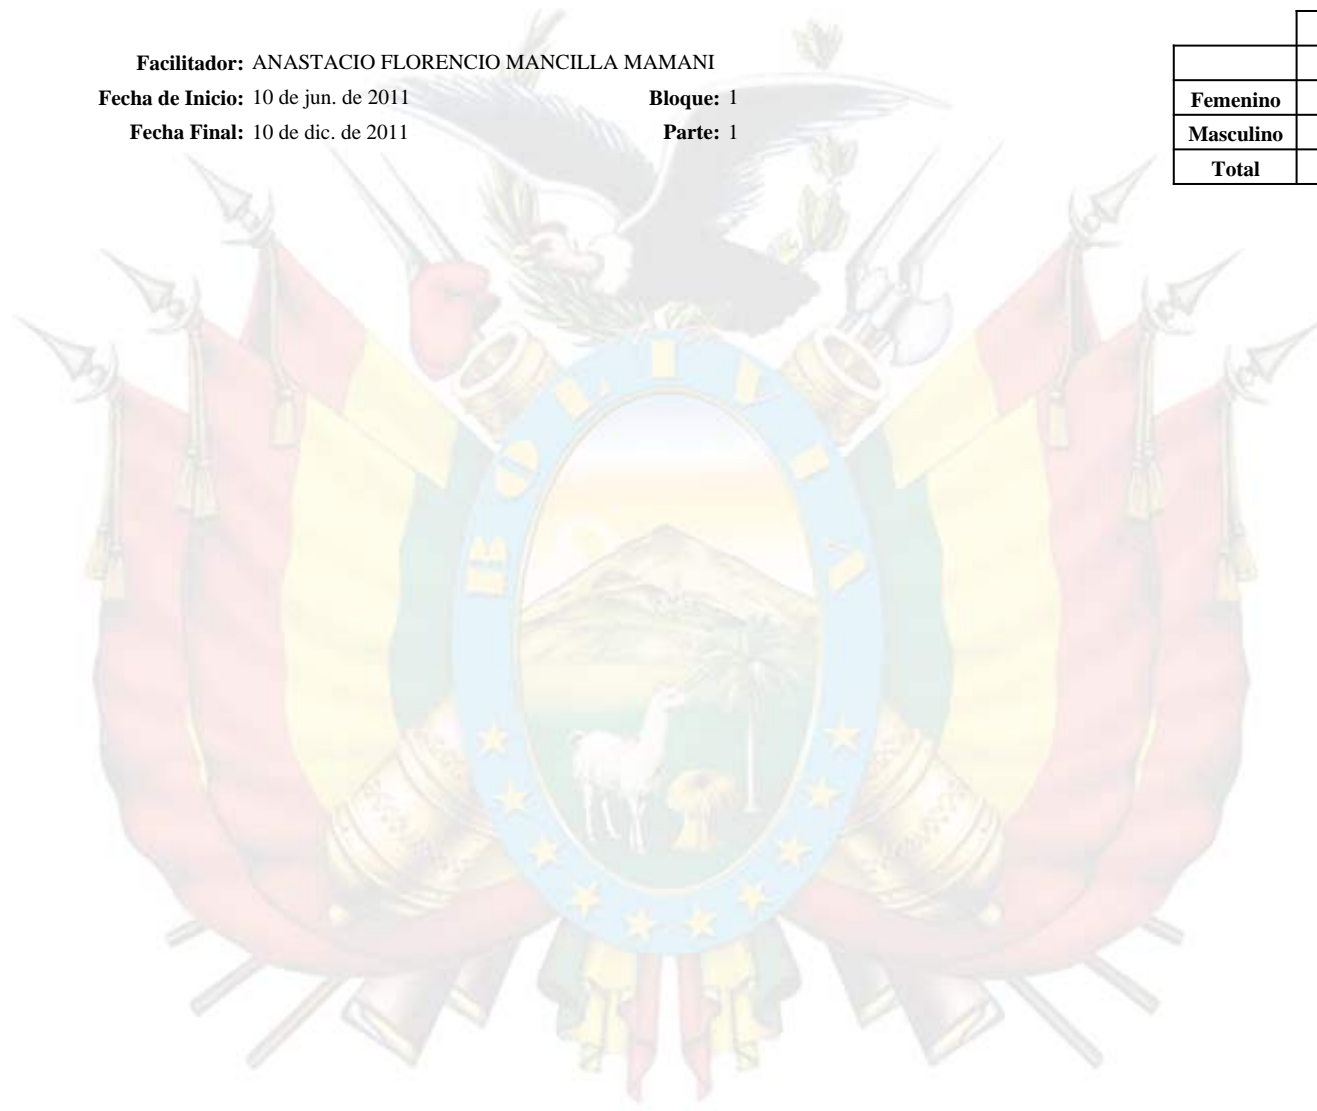 Facilitador: ANASTACIO FLORENCIO MANCILLA MAMANI
Fecha de Inicio: 10 de jun. de 2011 Bloque: 1
Fecha Final: 10 de dic. de 2011 Parte: 1
Femenino
Masculino
Total
BOLIVIA